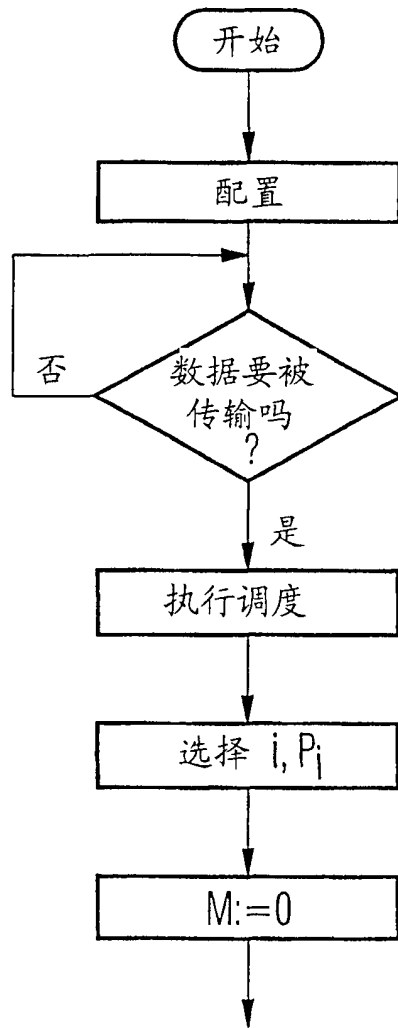 开始
配置
否
数据要被
传输吗
?
是
执行调度
选择 i, Pi
M:=0